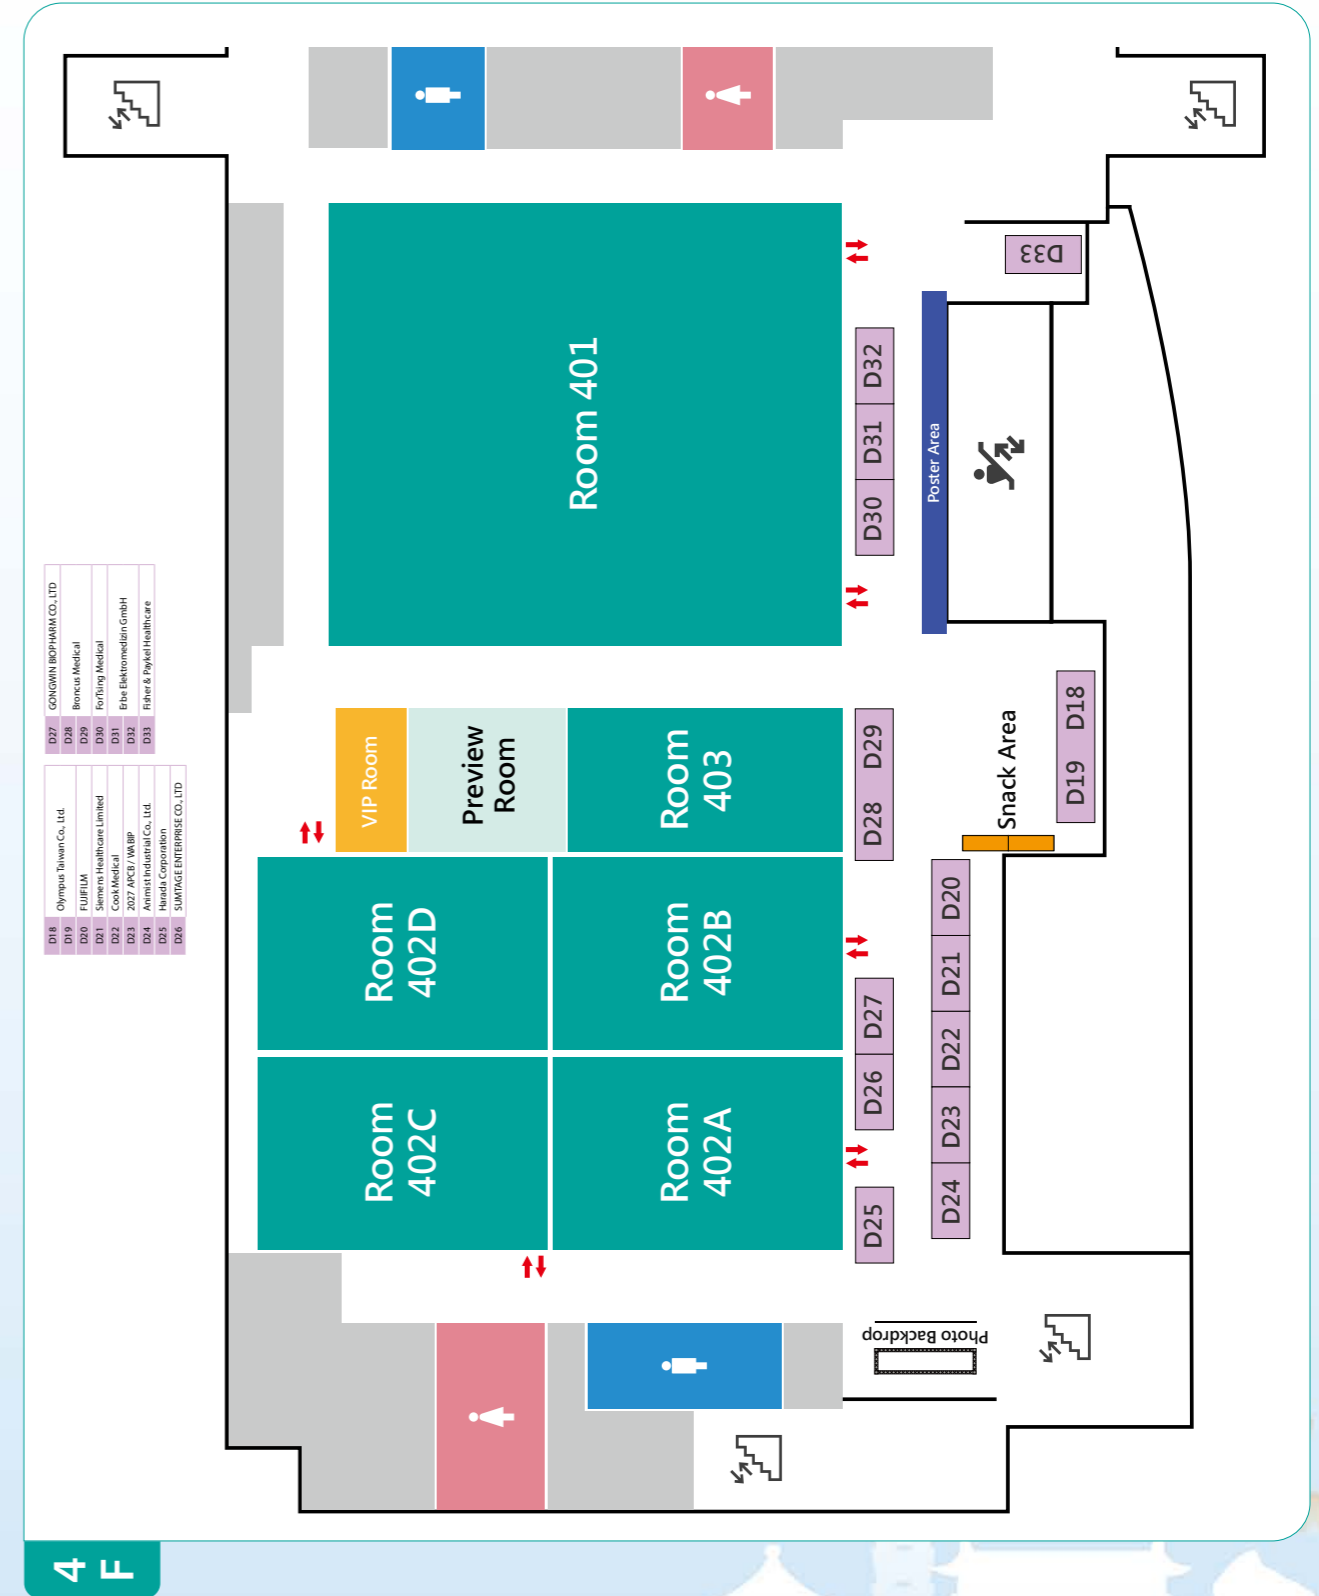 4F
D18
D19
Olympus Taiwan Co., Ltd.
D20 FUJIFILM
D21 Siemens Healthcare Limited
D22 Cook Medical
D23 2027 APCB / WABIP
D24 Animist Industrial Co., Ltd.
D25 Harada Corporation
D26 SUMTAGE ENTERPRISE CO., LTD
D27 GONGWIN BIOPHARM CO., LTD
D28
D29
Broncus Medical
D30 ForTsing Medical
D31
D32
Erbe Elektromedizin GmbH
D33 Fisher & Paykel Healthcare
Room
402C
Room
402D
VIP Room
Preview
Room
Room 401
Room
402A
Room
402B
Room
403
D25
D26
D27
D28
D29
D30
D31
D32
Photo Backdrop
D24
D23
D22
D21
D20
Poster Area
Snack Area
D33
D19
D18